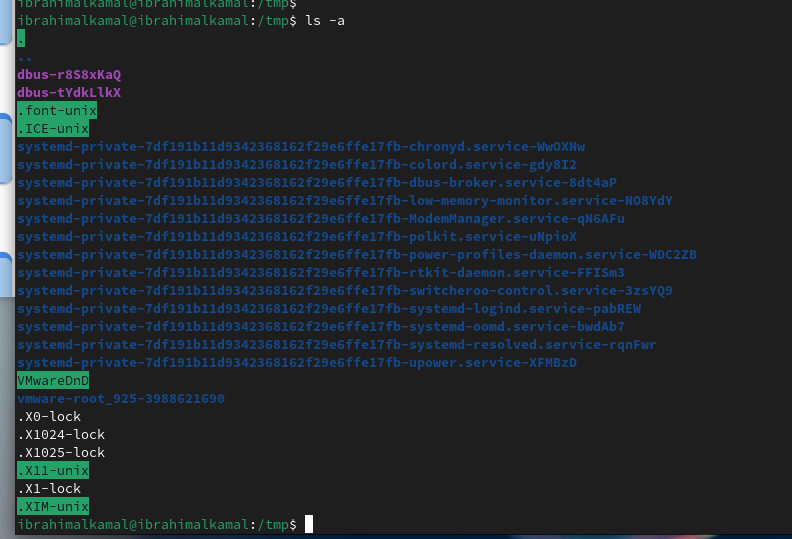 ibrahimalkamal@ibrahimalkamal:/tmp$
ibrahimalkamal@ibrahimalkamal:/tmp$ ls -a
.
..
dbus-r8S8xKaQ
dbus-tYdkLlkX
.font-unix
.ICE-unix
systemd-private-7df191b11d9342368162f29e6ffe17fb-chronyd.service-WwOXNw
systemd-private-7df191b11d9342368162f29e6ffe17fb-colord.service-gdy8I2
systemd-private-7df191b11d9342368162f29e6ffe17fb-dbus-broker.service-8dt4aP
systemd-private-7df191b11d9342368162f29e6ffe17fb-low-memory-monitor.service-NO8YdY
systemd-private-7df191b11d9342368162f29e6ffe17fb-ModemManager.service-qN6AFu
systemd-private-7df191b11d9342368162f29e6ffe17fb-polkit.service-uNpioX
systemd-private-7df191b11d9342368162f29e6ffe17fb-power-profiles-daemon.service-WDC2ZB
systemd-private-7df191b11d9342368162f29e6ffe17fb-rtkit-daemon.service-FFISm3
systemd-private-7df191b11d9342368162f29e6ffe17fb-switcheroo-control.service-3zsYQ9
systemd-private-7df191b11d9342368162f29e6ffe17fb-systemd-logind.service-pabREW
systemd-private-7df191b11d9342368162f29e6ffe17fb-systemd-oomd.service-bwdAb7
systemd-private-7df191b11d9342368162f29e6ffe17fb-systemd-resolved.service-rqnFwr
systemd-private-7df191b11d9342368162f29e6ffe17fb-upower.service-XFMBzD
VMwareDnD
vmware-root_925-3988621690
.X0-lock
.X1024-lock
.X1025-lock
.X11-unix
.X1-lock
.XIM-unix
ibrahimalkamal@ibrahimalkamal:/tmp$